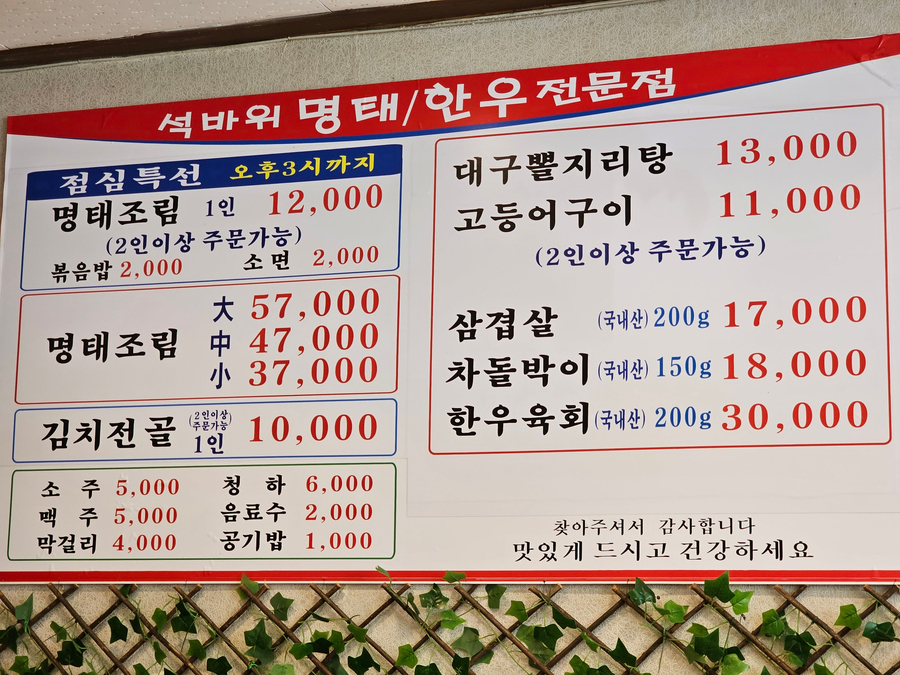 석바위 명태/한우 전문점
점심특선 오후3시까지
명태조림 1인 12,000
(2인이상 주문가능)
볶음밥 2,000 소면 2,000
명태조림
大 57,000
中 47,000
小 37,000
김치전골 (2인이상 주문가능) 1인 10,000
소 주 5,000 청 하 6,000
맥 주 5,000 음료수 2,000
막걸리 4,000 공기밥 1,000
대구뽈지리탕 13,000
고등어구이 11,000
(2인이상 주문가능)
삼겹살 (국내산) 200g 17,000
차돌박이 (국내산) 150g 18,000
한우육회 (국내산) 200g 30,000
찾아주셔서 감사합니다
맛있게 드시고 건강하세요